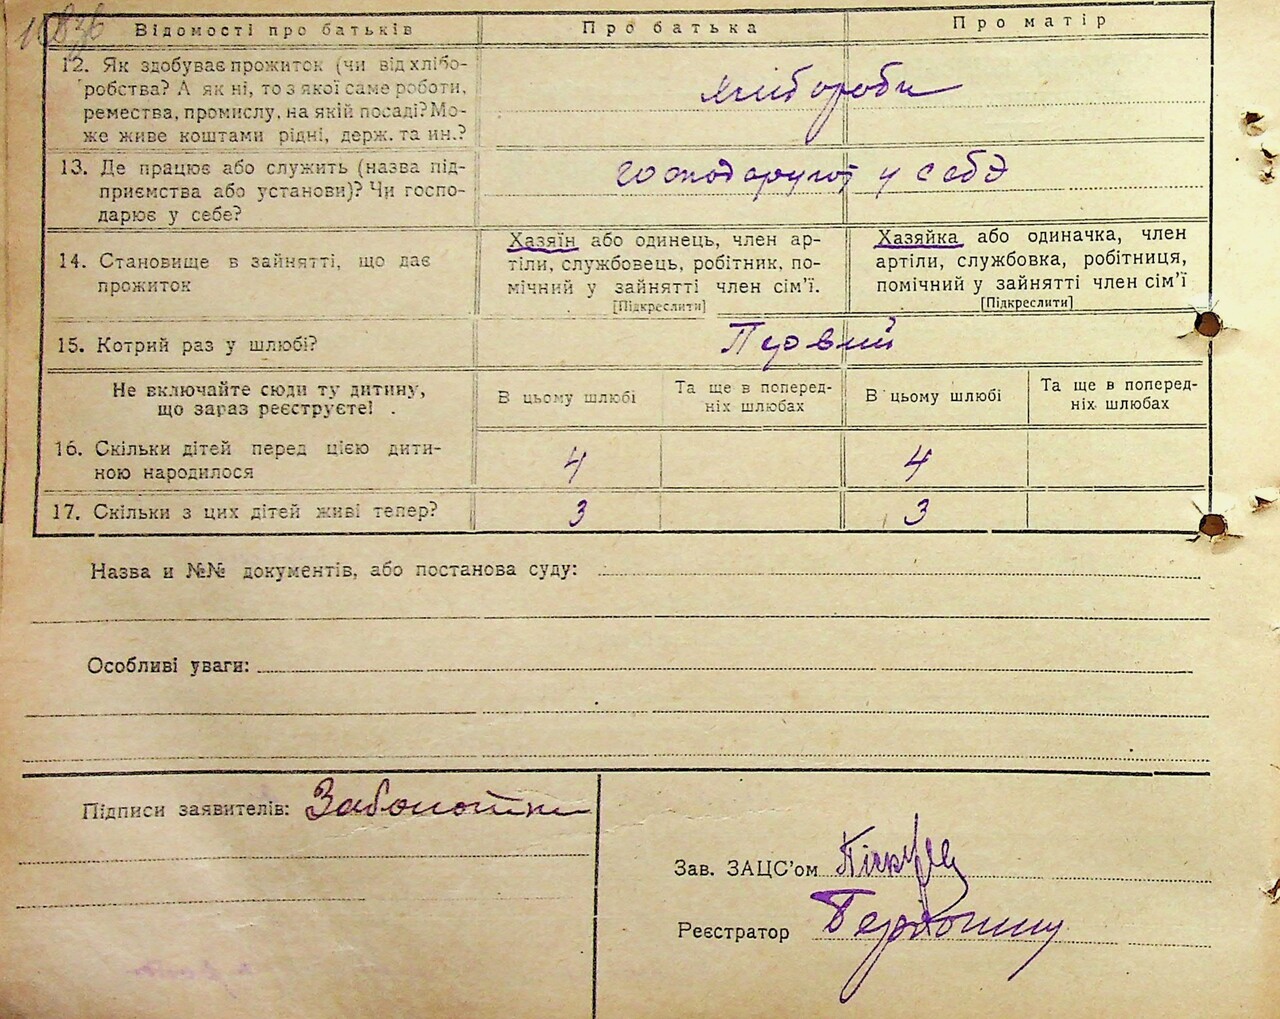 Відомості про батьків Про батька Про матір
12. Як здобуває прожиток (чи від хлібо-
робства? А як ні, то з якої саме роботи,
ремества, промислу, на якій посаді? Мо-
же живе коштами рідні, держ. та ин.?
хлібороби
13. Де працює або служить (назва під-
приємства або установи)? Чи госпо-
дарює у себе?
господарюют у себе
14. Становище в зайнятті, що дає
прожиток
Хазяїн або одинець, член ар-
тіли, службовець, робітник, по-
мічний у зайнятті член сім'ї.
[Підкреслити]
Хазяйка або одиначка, член
артіли, службовка, робітниця,
помічний у зайнятті член сім'ї
[Підкреслити]
15. Котрий раз у шлюбі?
Первий
Не включайте сюди ту дитину,
що зараз реєструєте!
В цьому шлюбі
Та ще в поперед-
ніх шлюбах
В цьому шлюбі
Та ще в поперед-
ніх шлюбах
16. Скільки дітей перед цією дити-
ною народилося
4 4
17. Скільки з цих дітей живі тепер? 3 3
Назва и №№ документів, або постанова суду:
Особливі уваги:
Підписи заявителів:
Зав. ЗАЦС'ом
Реєстратор